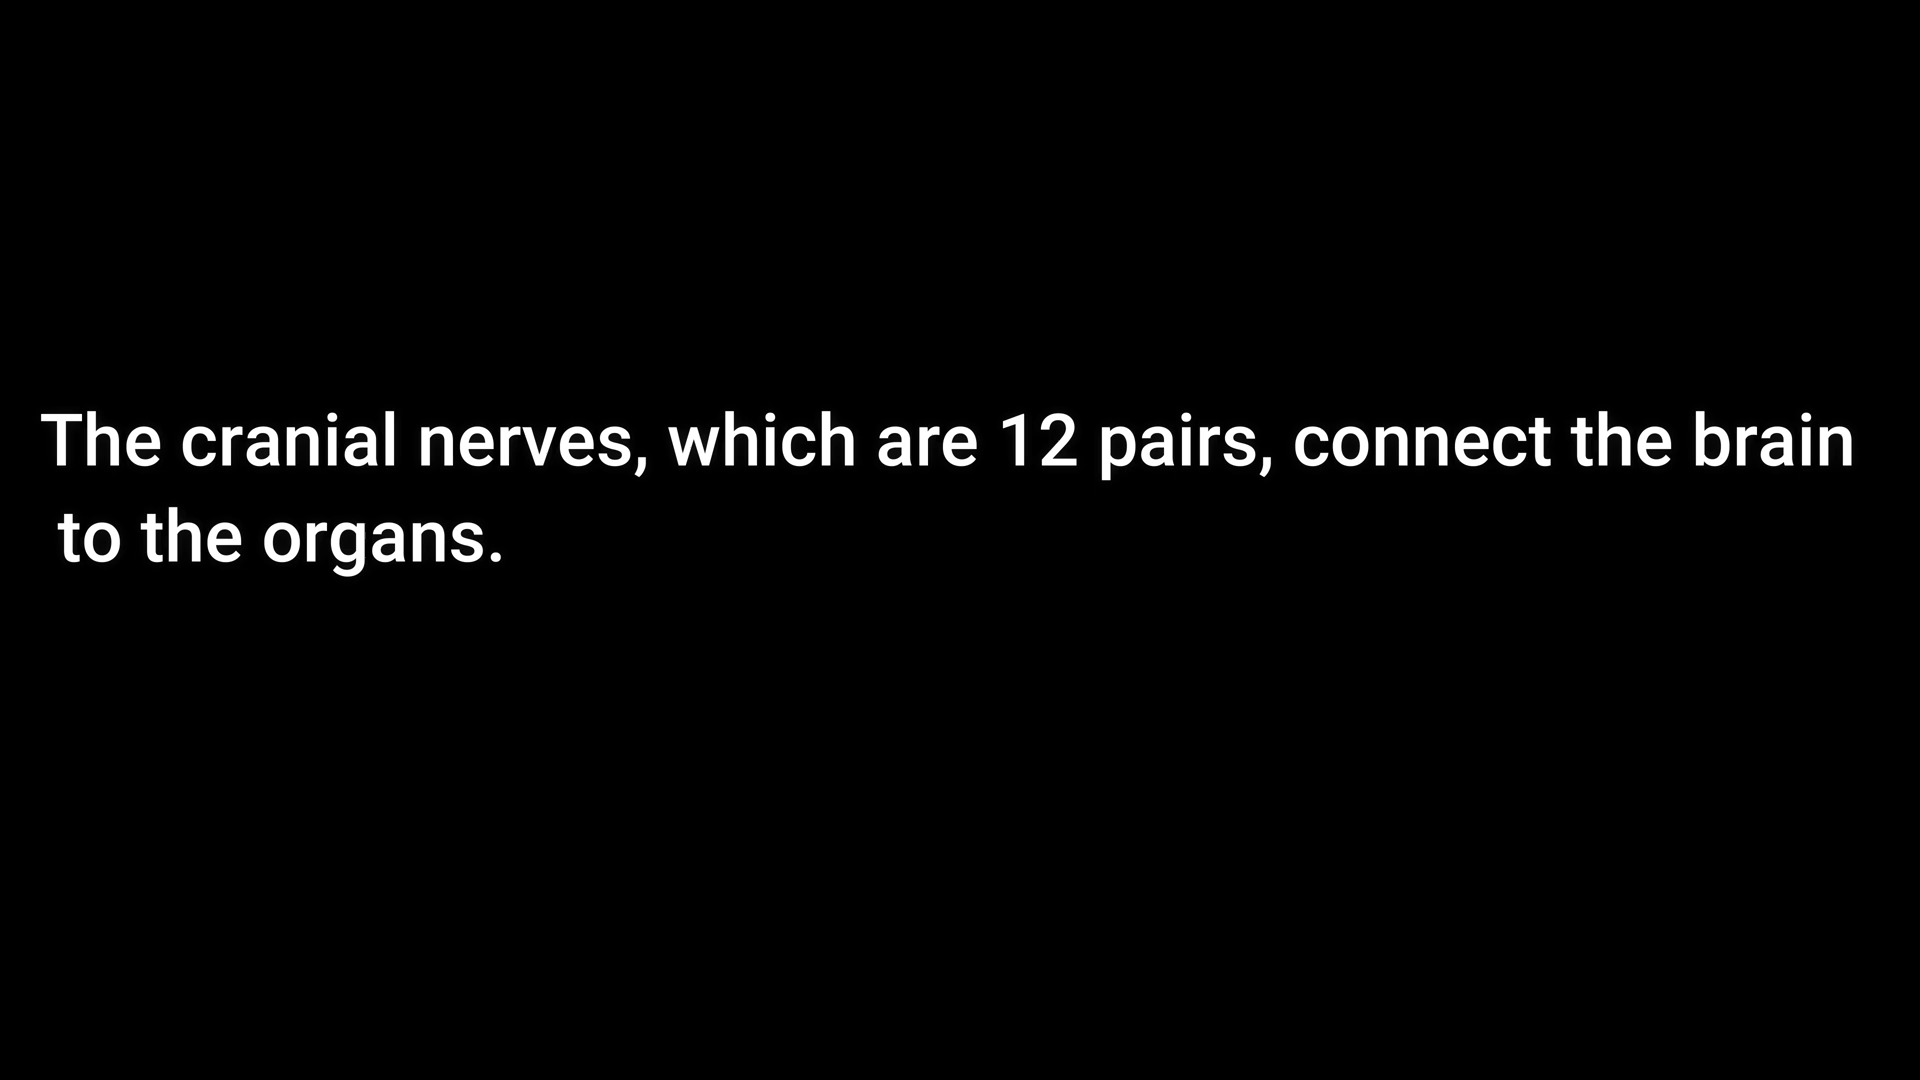 The cranial nerves, which are 12 pairs, connect the brain
to the organs.